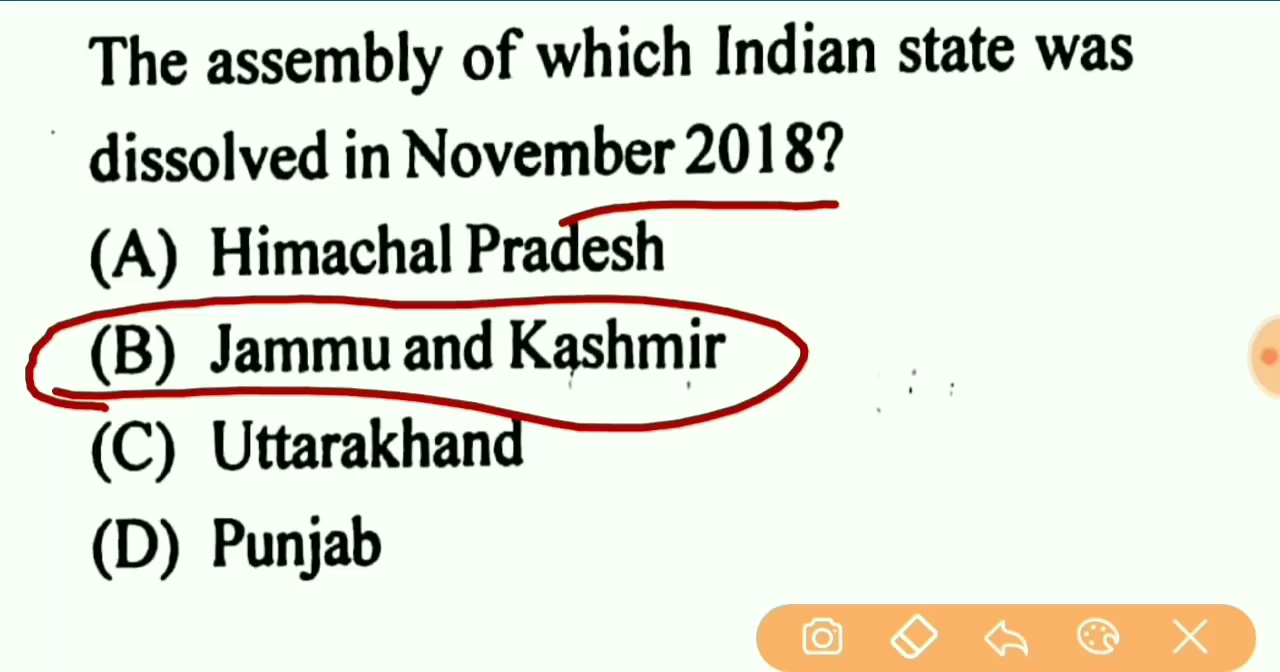 The assembly of which Indian state was
dissolved in November 2018?
(A) Himachal Pradesh
(B) Jammu and Kashmir
(C) Uttarakhand
(D) Punjab